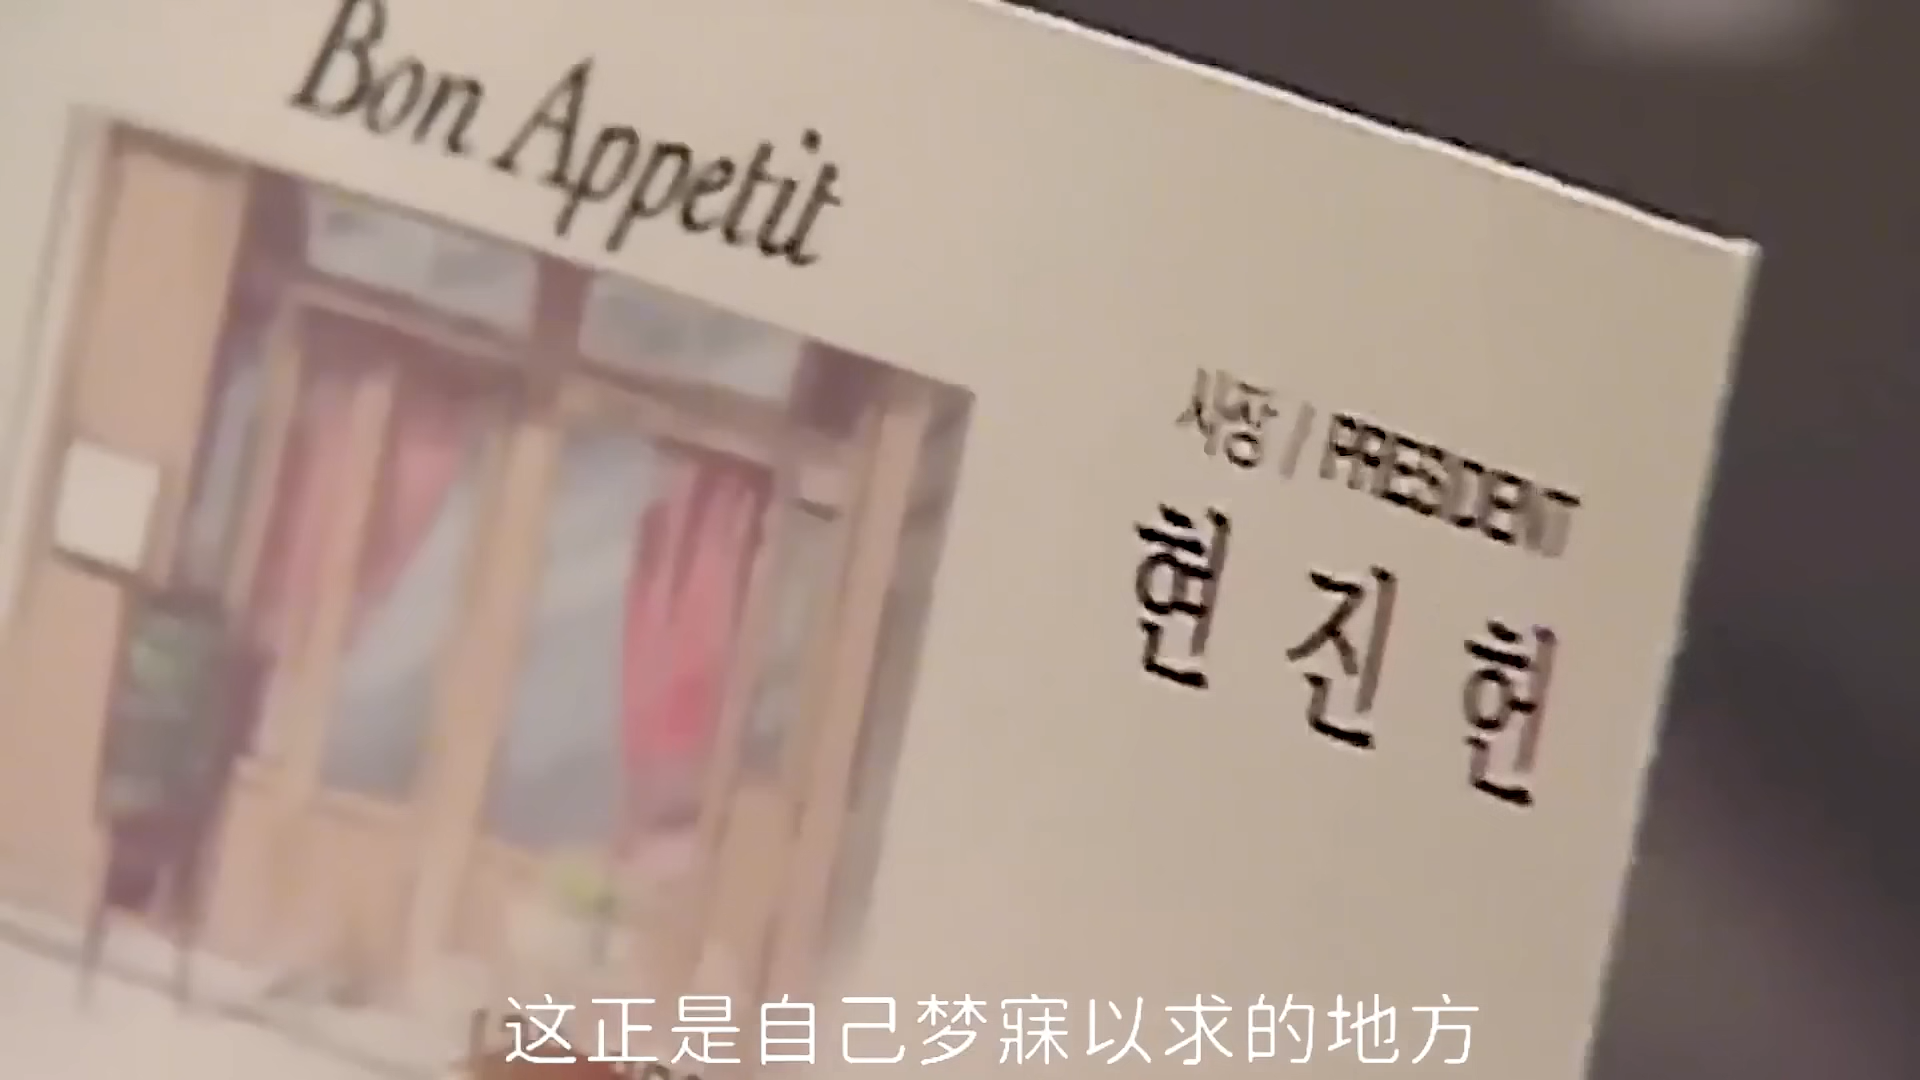 Bon Appetit
사장 / PRESIDENT
현 진 헌
这正是自己梦寐以求的地方